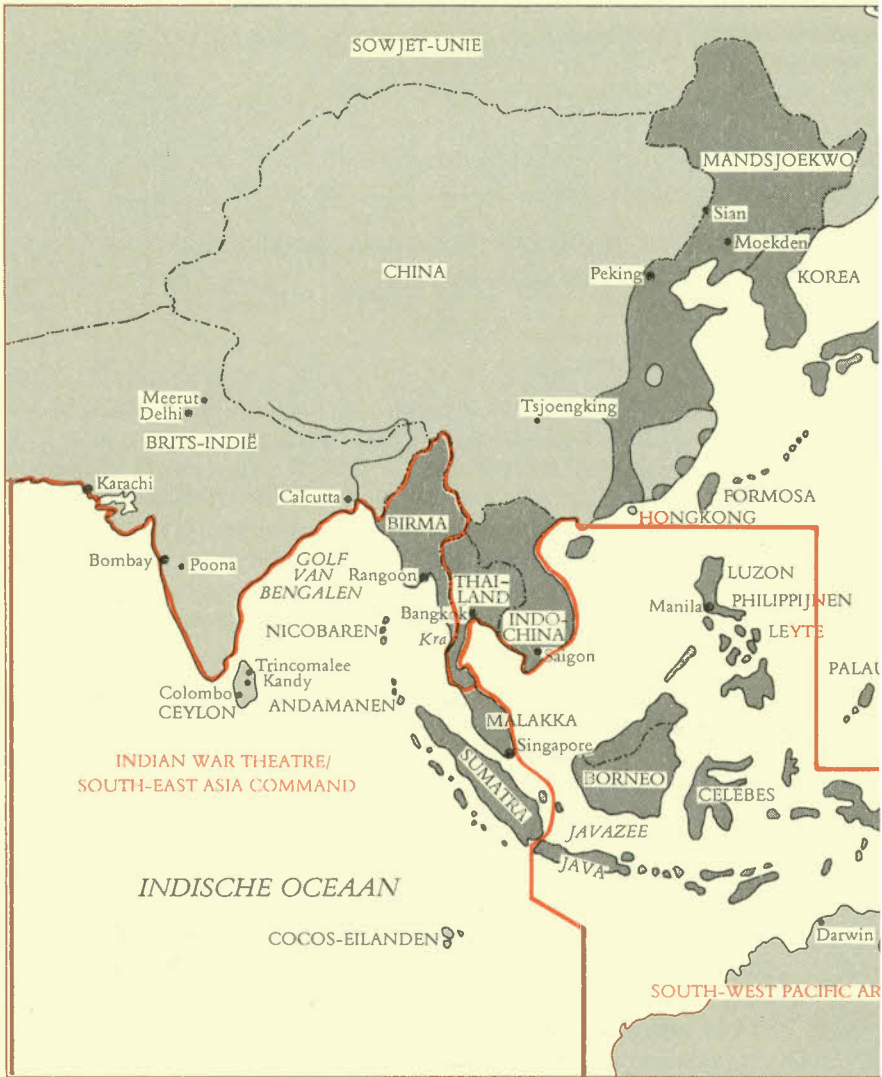 SOWJET-UNIE
MANDSJOEKWO
Sian
Moekden
CHINA
Peking
KOREA
Meerut
Delhi
BRITS-INDIË
Tsjoengking
Karachi
Calcutta
BIRMA
FORMOSA
HONGKONG
Bombay
Poona
GOLF
VAN
BENGALEN
Rangoon
THAI-
LAND
LUZON
Bangkok
INDO-
CHINA
Manila
PHILIPPIJNEN
NICOBAREN
Kra
LEYTE
Saigon
Trincomalee
Kandy
Colombo
CEYLON
ANDAMANEN
PALAU
MALAKKA
Singapore
INDIAN WAR THEATRE/
SOUTH-EAST ASIA COMMAND
SUMATRA
BORNEO
CELEBES
JAVAZEE
JAVA
INDISCHE OCEAAN
COCOS-EILANDEN
Darwin
SOUTH-WEST PACIFIC AR